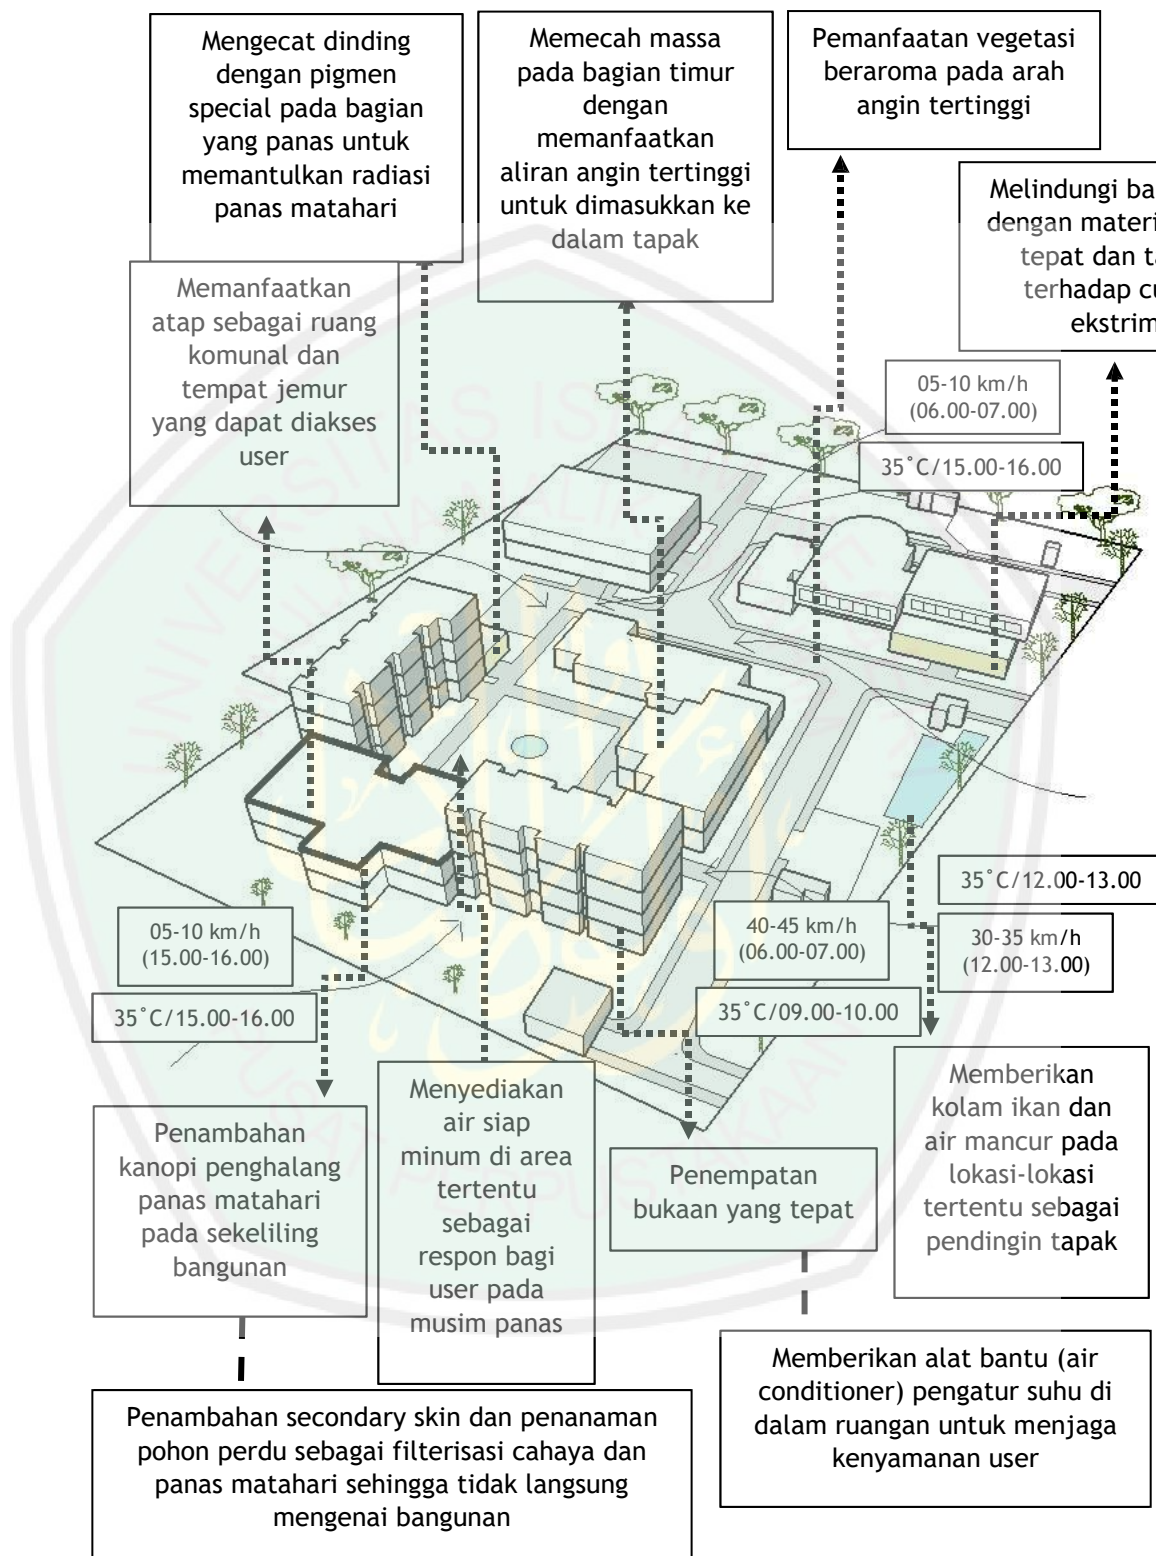 Mengecat dinding
dengan pigmen
special pada bagian
yang panas untuk
memantulkan radiasi
panas matahari
Memecah massa
pada bagian timur
dengan
memanfaatkan
aliran angin tertinggi
untuk dimasukkan ke
dalam tapak
Pemanfaatan vegetasi
beraroma pada arah
angin tertinggi
Melindungi ba
dengan materi
tepat dan ta
terhadap cu
ekstrim
Memanfaatkan
atap sebagai ruang
komunal dan
tempat jemur
yang dapat diakses
user
05-10 km/h
(06.00-07.00)
35˚C/15.00-16.00
35˚C/12.00-13.00
30-35 km/h
(12.00-13.00)
40-45 km/h
(06.00-07.00)
35˚C/09.00-10.00
05-10 km/h
(15.00-16.00)
35˚C/15.00-16.00
Penambahan
kanopi penghalang
panas matahari
pada sekeliling
bangunan
Menyediakan
air siap
minum di area
tertentu
sebagai
respon bagi
user pada
musim panas
Penempatan
bukaan yang tepat
Memberikan
kolam ikan dan
air mancur pada
lokasi-lokasi
tertentu sebagai
pendingin tapak
Penambahan secondary skin dan penanaman
pohon perdu sebagai filterisasi cahaya dan
panas matahari sehingga tidak langsung
mengenai bangunan
Memberikan alat bantu (air
conditioner) pengatur suhu di
dalam ruangan untuk menjaga
kenyamanan user
UNIVERSITAS ISLAM
MAULANA MALIK
PUSAT PERPUSTAKAAN